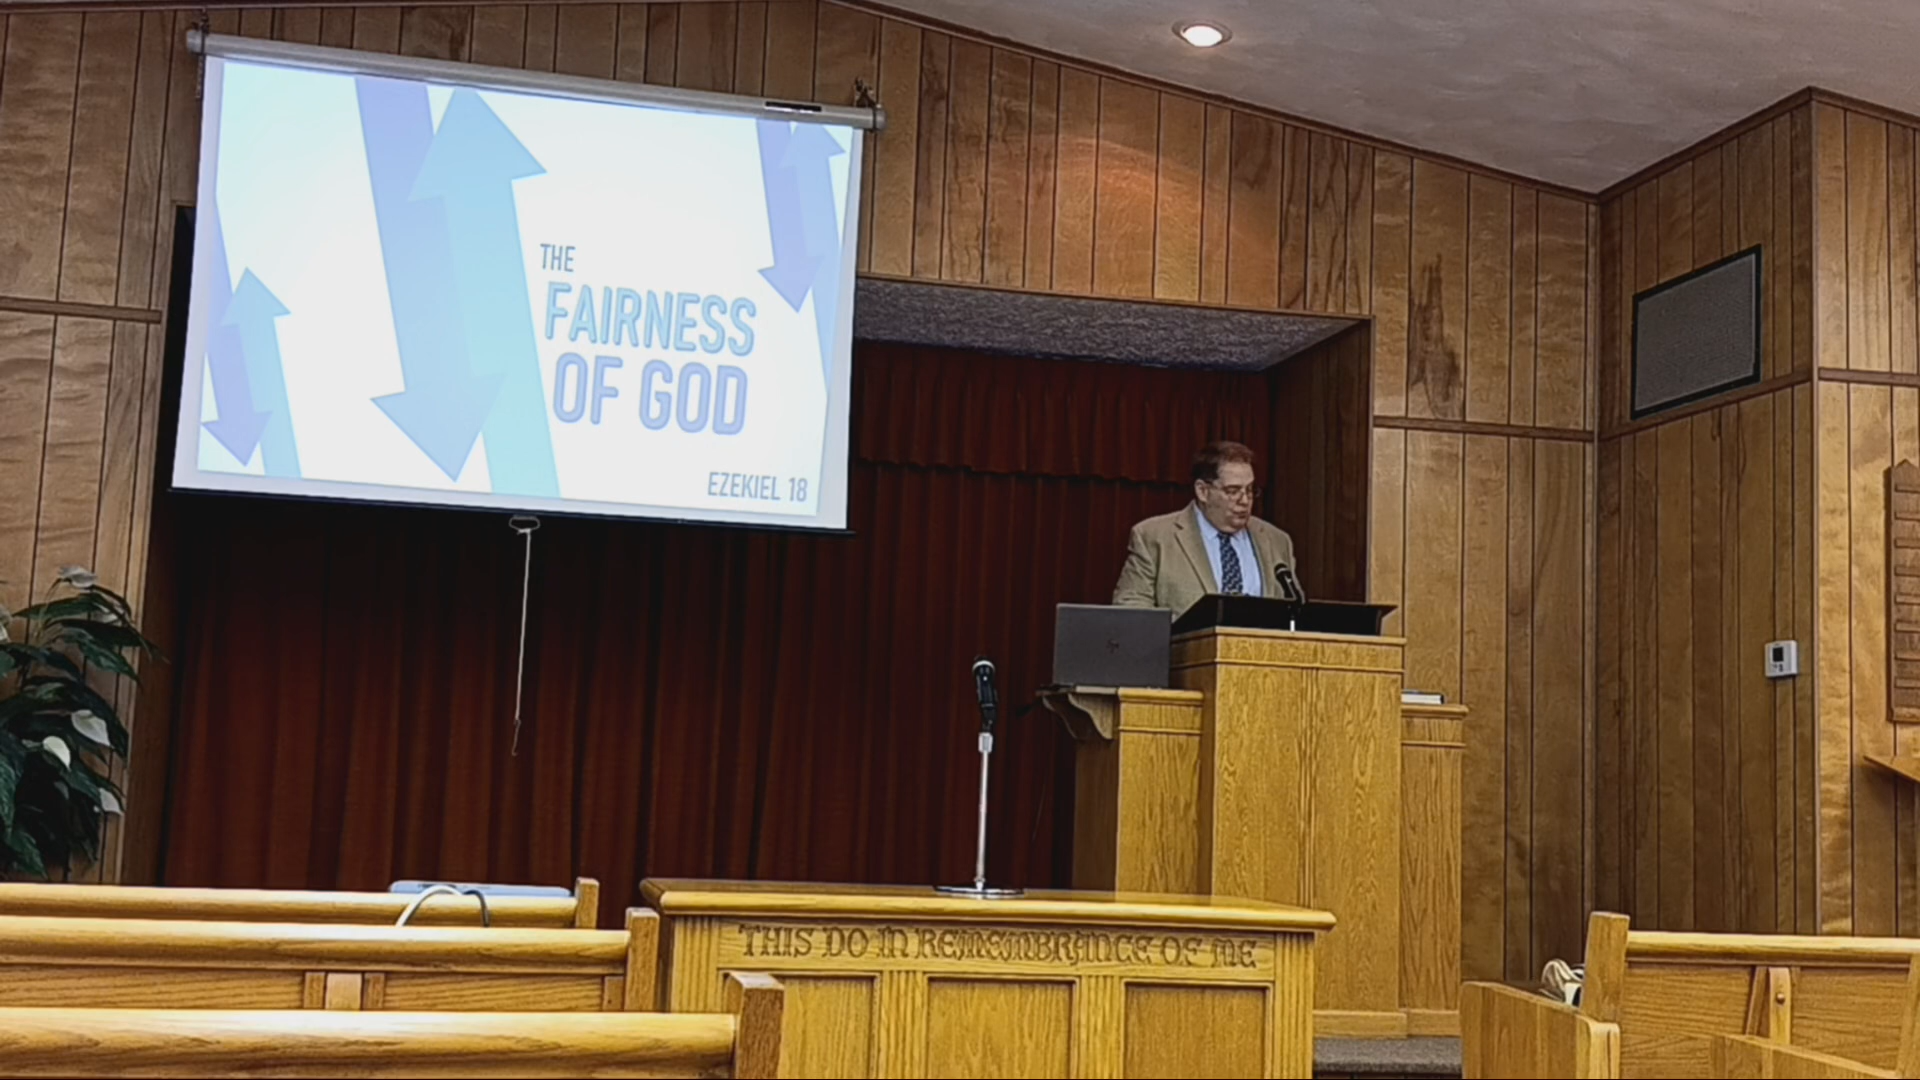 THE
FAIRNESS
OF GOD
EZEKIEL 18
THIS DO IN REMEMBRANCE OF ME